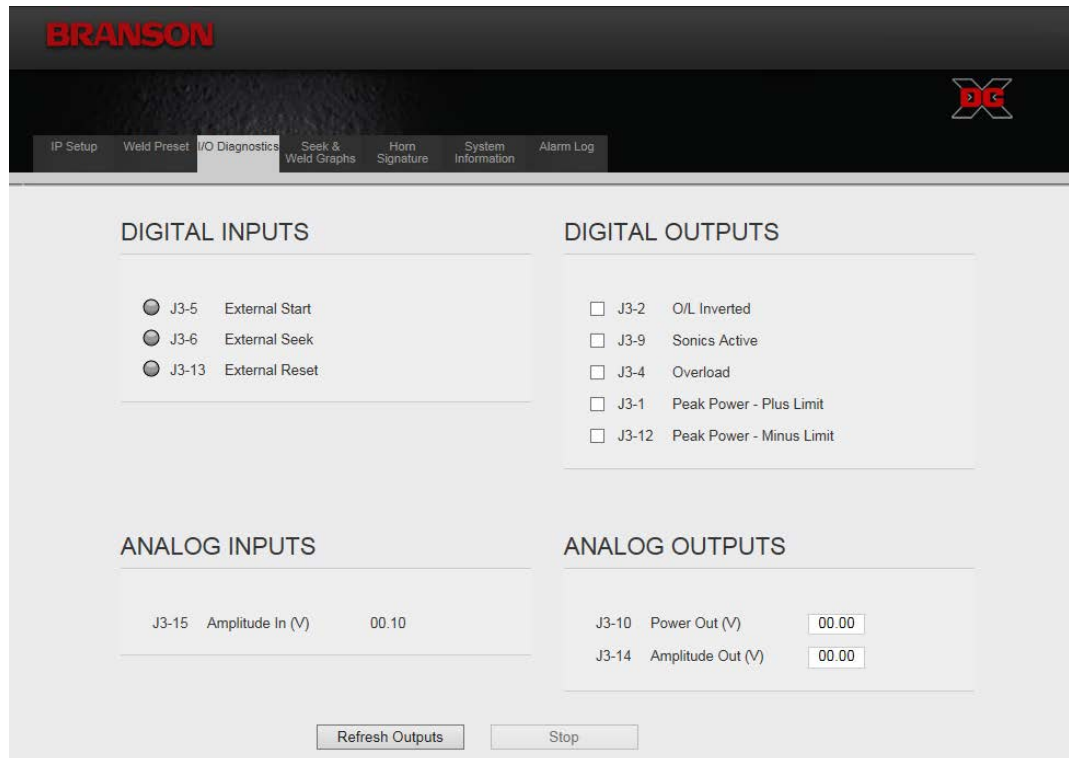 BRANSON
DC
IP Setup
Weld Preset
I/O Diagnostics
Seek &
Weld Graphs
Horn
Signature
System
Information
Alarm Log
DIGITAL INPUTS
J3-5 External Start
J3-6 External Seek
J3-13 External Reset
DIGITAL OUTPUTS
J3-2 O/L Inverted
J3-9 Sonics Active
J3-4 Overload
J3-1 Peak Power - Plus Limit
J3-12 Peak Power - Minus Limit
ANALOG INPUTS
J3-15 Amplitude In (V) 00.10
ANALOG OUTPUTS
J3-10 Power Out (V) 00.00
J3-14 Amplitude Out (V) 00.00
Refresh Outputs
Stop